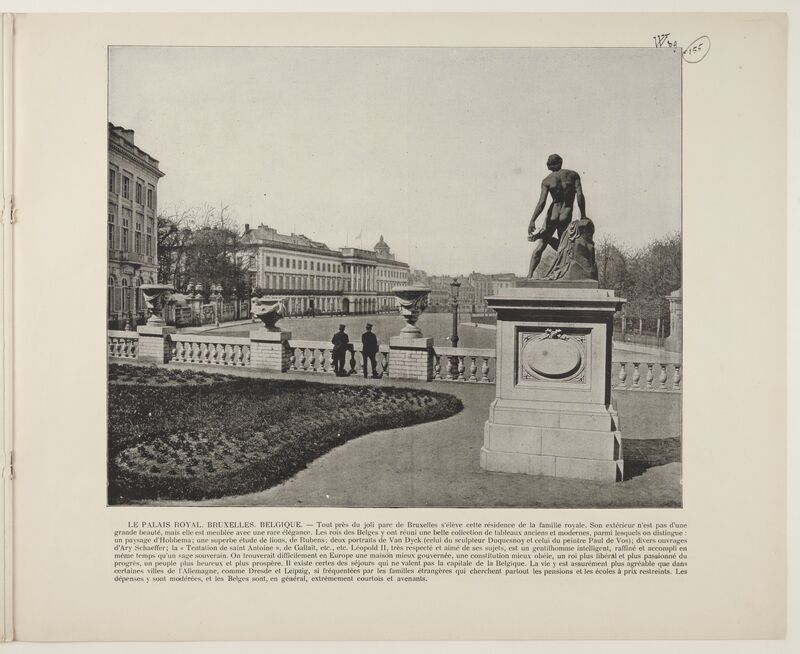 155
LE PALAIS ROYAL. BRUXELLES. BELGIQUE. — Tout près du joli parc de Bruxelles s'élève cette résidence de la famille royale. Son extérieur n'est pas d'une
grande beauté, mais elle est meublée avec une rare élégance. Les rois des Belges y ont réuni une belle collection de tableaux anciens et modernes, parmi lesquels on distingue :
un paysage d'Hobbema; une superbe étude de lions, de Rubens; deux portraits de Van Dyck (celui du sculpteur Duquesnoy et celui du peintre Paul de Vos); divers ouvrages
d'Ary Schaeffer; la « Tentation de saint Antoine », de Gallait, etc., etc. Léopold II, très respecté et aimé de ses sujets, est un gentilhomme intelligent, raffiné et accompli en
même temps qu'un sage souverain. On trouverait difficilement en Europe une maison mieux gouvernée, une constitution mieux obéie, un roi plus libéral et plus passionné du
progrès, un peuple plus heureux et plus prospère. Il existe certes des séjours qui ne valent pas la capitale de la Belgique. La vie y est assurément plus agréable que dans
certaines villes de l'Allemagne, comme Dresde et Leipzig, si fréquentées par les familles étrangères qui cherchent partout les pensions et les écoles à prix restreints. Les
dépenses y sont modérées, et les Belges sont, en général, extrêmement courtois et avenants.